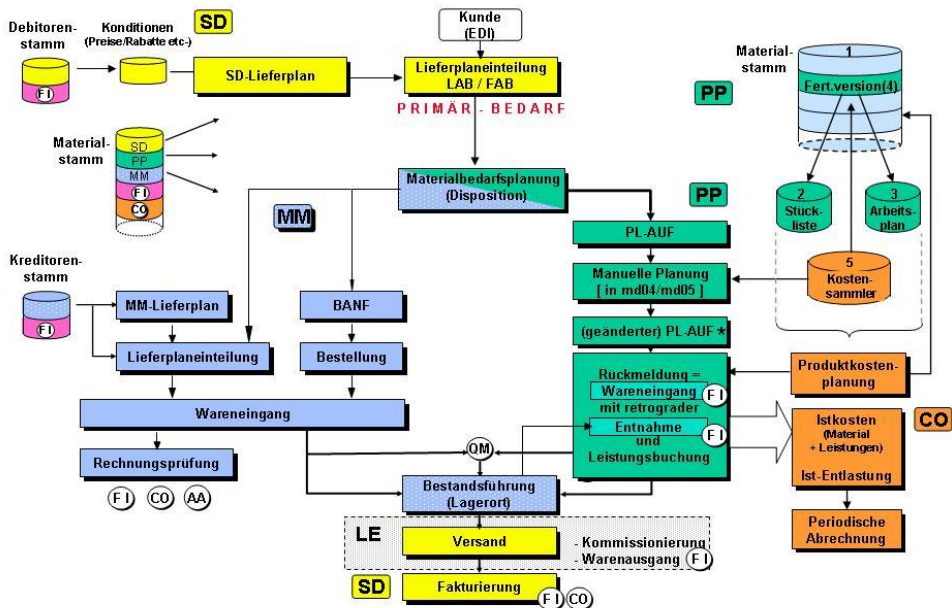 Debitoren-
stamm
FI
Konditionen
(Preise/Rabatte etc-)
SD
SD-Lieferplan
Kunde
(EDI)
Lieferplaneinteilung
LAB / FAB
PRIMÄR - BEDARF
Material-
stamm
SD
PP
MM
FI
CO
Materialbedarfsplanung
(Disposition)
MM
Kreditoren-
stamm
FI
MM-Lieferplan
BANF
Lieferplaneinteilung
Bestellung
Wareneingang
Rechnungsprüfung
FI CO AA
PP
Material-
stamm
1
Fert.version(4)
2
Stück-
liste
3
Arbeits-
plan
5
Kosten-
sammler
PP
PL-AUF
Manuelle Planung
[ in md04/md05 ]
(geänderter) PL-AUF *
Rückmeldung =
Wareneingang FI
mit retrograder
Entnahme FI
und
Leistungsbuchung
Produktkosten-
planung
CO
Istkosten
(Material
+ Leistungen)
Ist-Entlastung
Periodische
Abrechnung
QM
Bestandsführung
(Lagerort)
LE
Versand
- Kommissionierung
- Warenausgang FI
SD
Fakturierung
FI CO